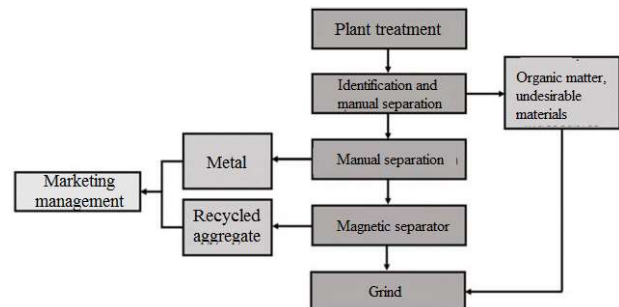 Plant treatment
Identification and
manual separation
Organic matter,
undesirable
materials
Metal
Manual separation
Marketing
management
Recycled
aggregate
Magnetic separator
Grind